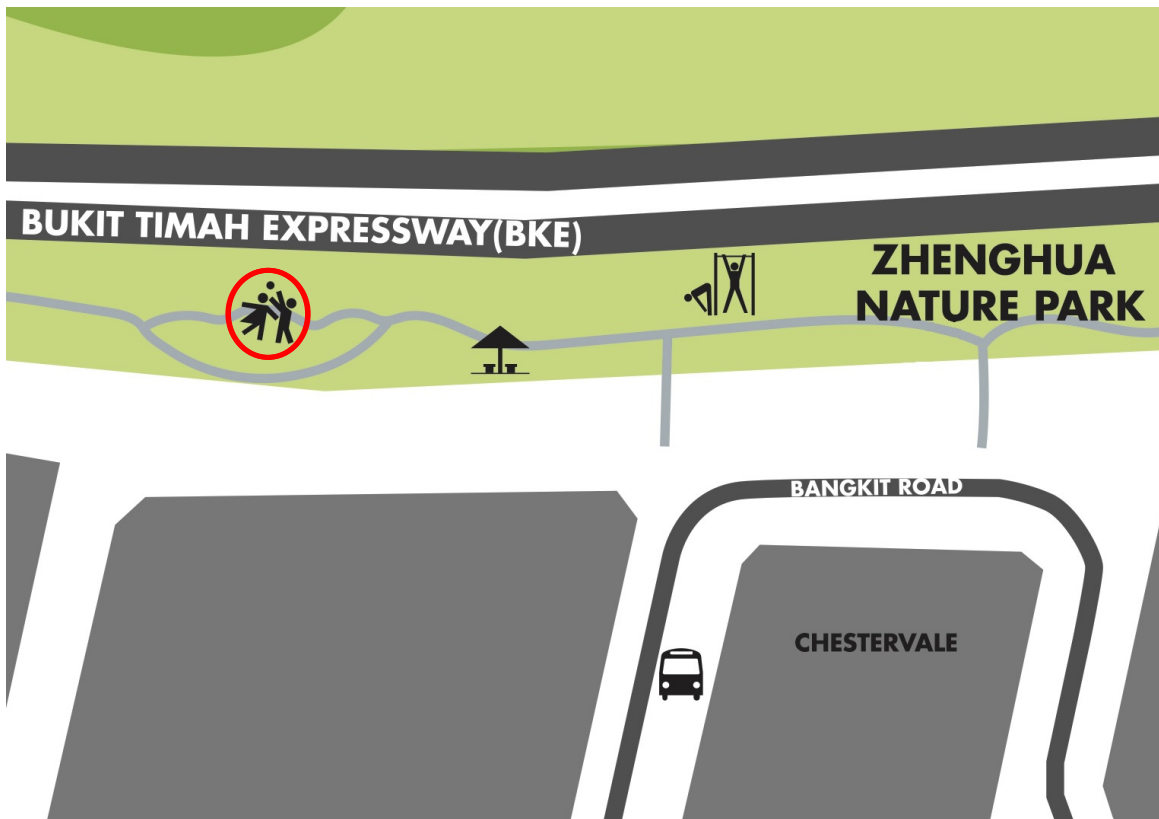 BUKIT TIMAH EXPRESSWAY(BKE)
ZHENGHUA
NATURE PARK
BANGKIT ROAD
CHESTERVALE